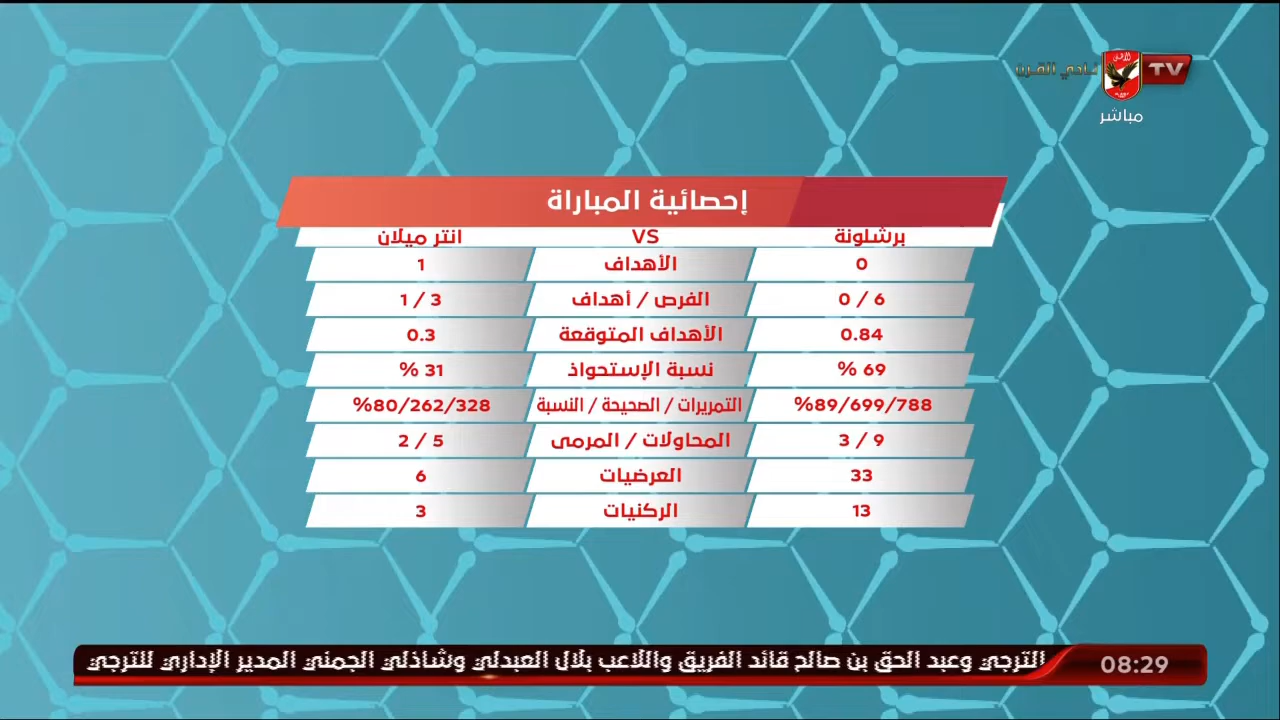 نادي القرن
TV
مباشر
إحصائية المباراة
برشلونة VS انتر ميلان
0 الأهداف 1
0 / 6 الفرص / أهداف 1 / 3
0.84 الأهداف المتوقعة 0.3
% 69 نسبة الإستحواذ % 31
%89/699/788 التمريرات / الصحيحة / النسبة %80/262/328
3 / 9 المحاولات / المرمى 2 / 5
33 العرضيات 6
13 الركنيات 3
08:29
الترجي وعبد الحق بن صالح قائد الفريق واللاعب بلال العبدلي وشاذلي الجمني المدير الإداري للترجي